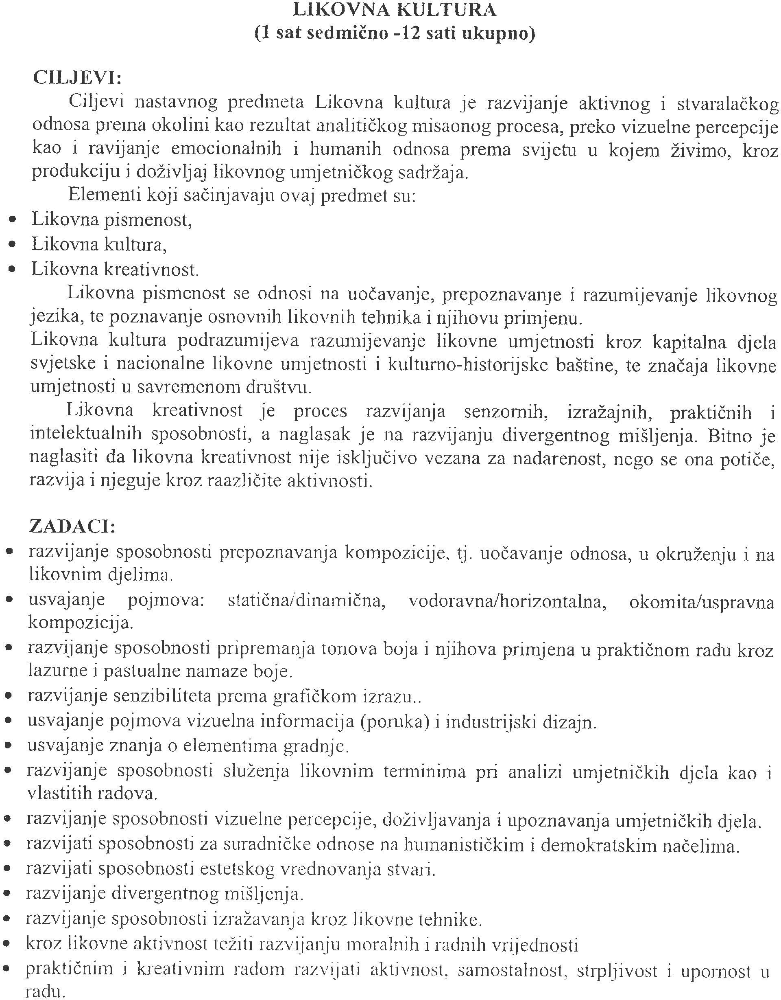 LIKOVNA KULTURA
(1 sat sedmično -12 sati ukupno)
CILJEVI:
Ciljevi nastavnog predmeta Likovna kultura je razvijanje aktivnog i stvaralačkog
odnosa prema okolini kao rezultat analitičkog misaonog procesa, preko vizuelne percepcije
kao i ravijanje emocionalnih i humanih odnosa prema svijetu u kojem živimo, kroz
produkciju i doživljaj likovnog umjetničkog sadržaja.
Elementi koji sačinjavaju ovaj predmet su:
• Likovna pismenost,
• Likovna kultura,
• Likovna kreativnost.
Likovna pismenost se odnosi na uočavanje, prepoznavanje i razumijevanje likovnog
jezika, te poznavanje osnovnih likovnih tehnika i njihovu primjenu.
Likovna kultura podrazumijeva razumijevanje likovne umjetnosti kroz kapitalna djela
svjetske i nacionalne likovne umjetnosti i kulturno-historijske baštine, te značaja likovne
umjetnosti u savremenom društvu.
Likovna kreativnost je proces razvijanja senzornih, izražajnih, praktičnih i
intelektualnih sposobnosti, a naglasak je na razvijanju divergentnog mišljenja. Bitno je
naglasiti da likovna kreativnost nije isključivo vezana za nadarenost, nego se ona potiče,
razvija i njeguje kroz raazličite aktivnosti.
ZADACI:
• razvijanje sposobnosti prepoznavanja kompozicije, tj. uočavanje odnosa, u okruženju i na
likovnim djelima.
• usvajanje pojmova: statična/dinamična, vodoravna/horizontalna, okomita/uspravna
kompozicija.
• razvijanje sposobnosti pripremanja tonova boja i njihova primjena u praktičnom radu kroz
lazurne i pastualne namaze boje.
• razvijanje senzibiliteta prema grafičkom izrazu..
• usvajanje pojmova vizuelna informacija (poruka) i industrijski dizajn.
• usvajanje znanja o elementima gradnje.
• razvijanje sposobnosti služenja likovnim terminima pri analizi umjetničkih djela kao i
vlastitih radova.
• razvijanje sposobnosti vizuelne percepcije, doživljavanja i upoznavanja umjetničkih djela.
• razvijati sposobnosti za suradničke odnose na humanističkim i demokratskim načelima.
• razvijati sposobnosti estetskog vrednovanja stvari.
• razvijanje divergentnog mišljenja.
• razvijanje sposobnosti izražavanja kroz likovne tehnike.
• kroz likovne aktivnost težiti razvijanju moralnih i radnih vrijednosti
• praktičnim i kreativnim radom razvijati aktivnost, samostalnost, strpljivost i upornost u
radu.